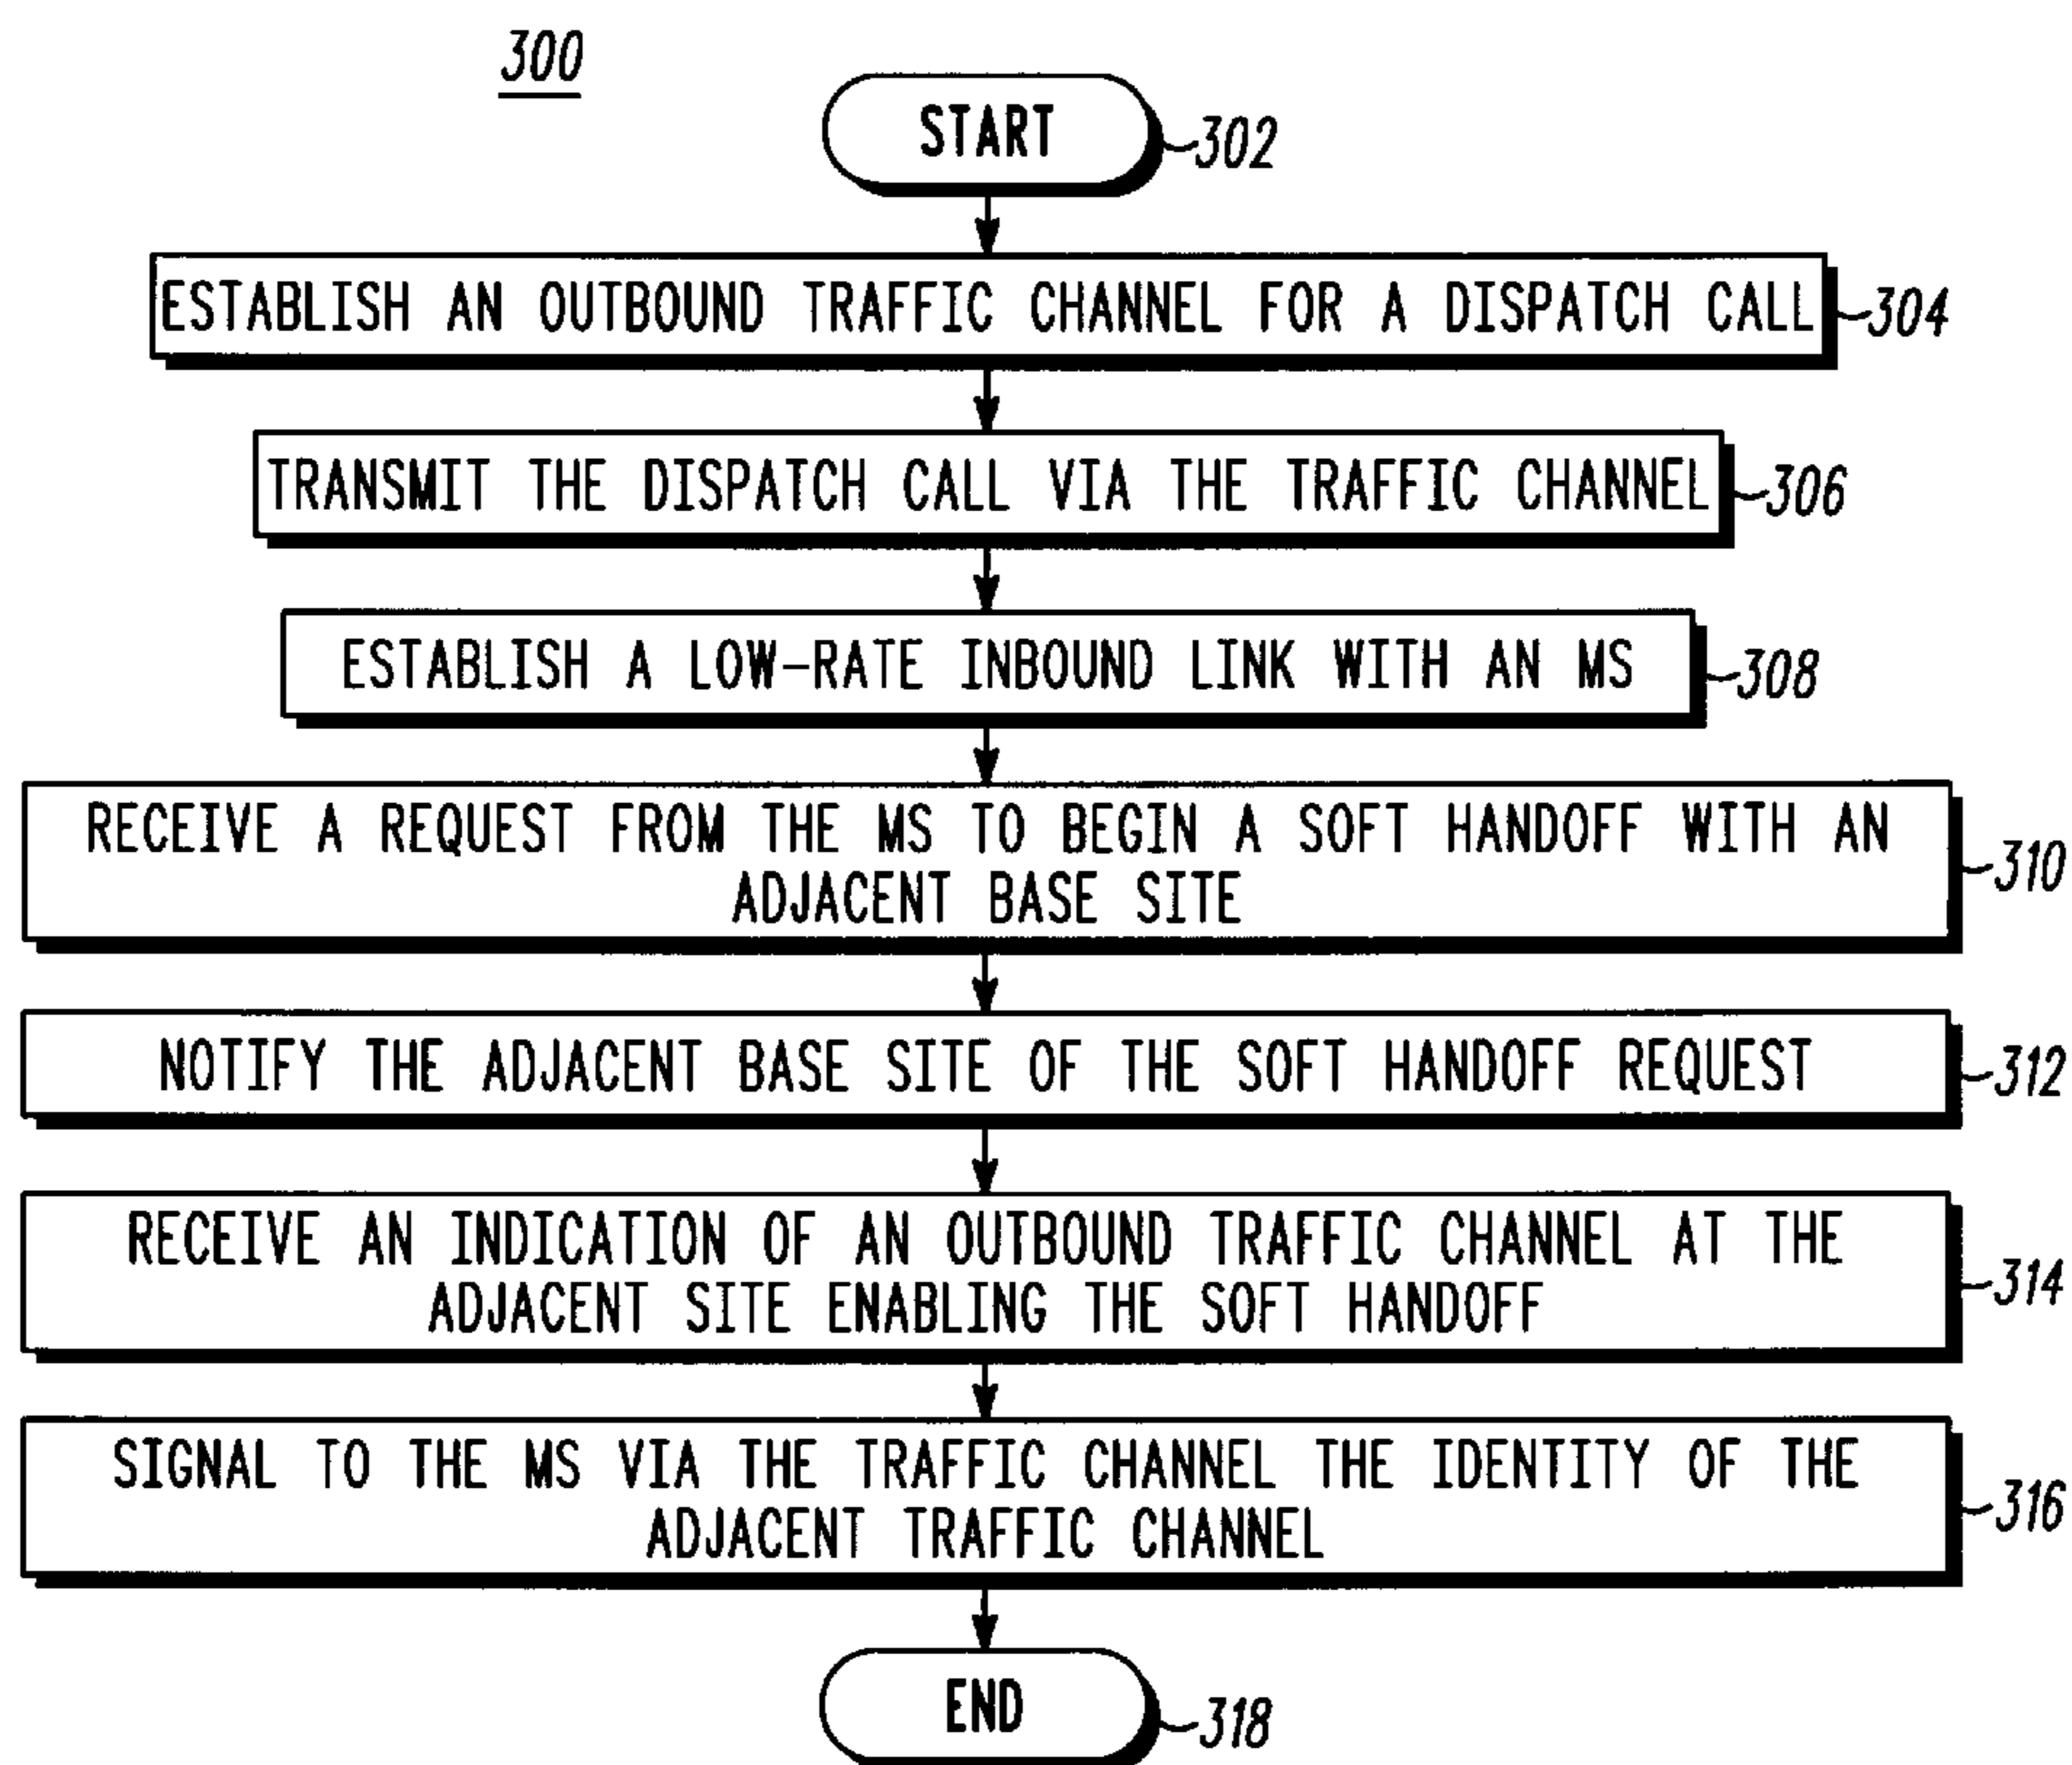 300
START
302
ESTABLISH AN OUTBOUND TRAFFIC CHANNEL FOR A DISPATCH CALL
304
TRANSMIT THE DISPATCH CALL VIA THE TRAFFIC CHANNEL
306
ESTABLISH A LOW-RATE INBOUND LINK WITH AN MS
308
RECEIVE A REQUEST FROM THE MS TO BEGIN A SOFT HANDOFF WITH AN
ADJACENT BASE SITE
310
NOTIFY THE ADJACENT BASE SITE OF THE SOFT HANDOFF REQUEST
312
RECEIVE AN INDICATION OF AN OUTBOUND TRAFFIC CHANNEL AT THE
ADJACENT SITE ENABLING THE SOFT HANDOFF
314
SIGNAL TO THE MS VIA THE TRAFFIC CHANNEL THE IDENTITY OF THE
ADJACENT TRAFFIC CHANNEL
316
END
318